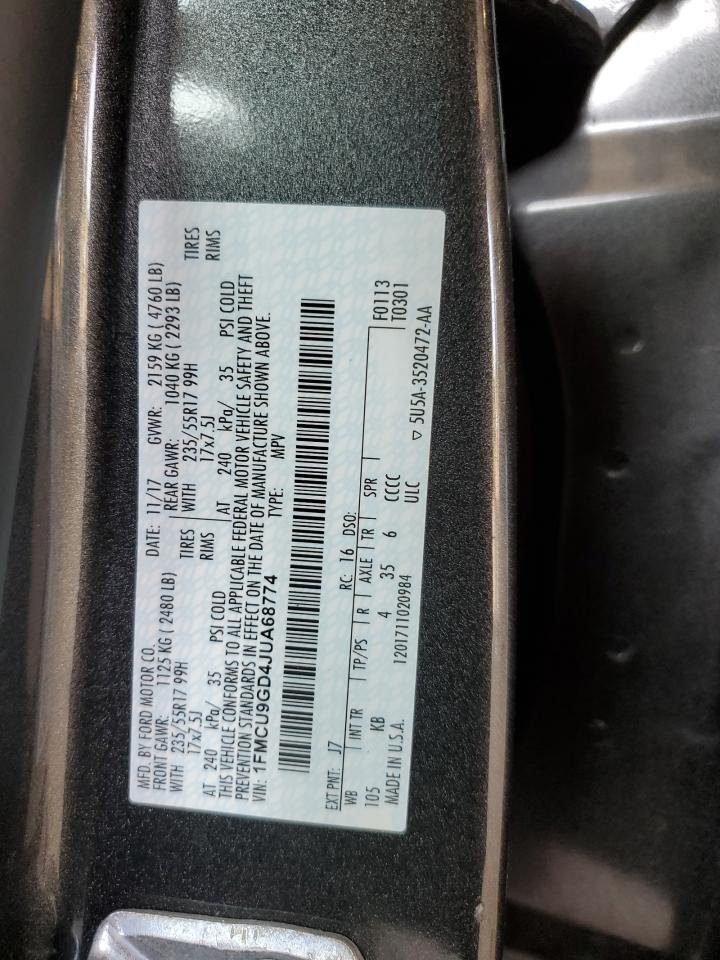 MFD. BY FORD MOTOR CO.
DATE: 11/17 GVWR: 2159 KG ( 4760 LB)
FRONT GAWR: 1125 KG ( 2480 LB) REAR GAWR: 1040 KG ( 2293 LB)
WITH 235/55R17 99H TIRES WITH 235/55R17 99H TIRES
17x7.5J RIMS 17x7.5J RIMS
AT 240 kPa/ 35 PSI COLD AT 240 kPa/ 35 PSI COLD
THIS VEHICLE CONFORMS TO ALL APPLICABLE FEDERAL MOTOR VEHICLE SAFETY AND THEFT
PREVENTION STANDARDS IN EFFECT ON THE DATE OF MANUFACTURE SHOWN ABOVE.
VIN: 1FMCU9GD4JUA68774 TYPE: MPV
EXT PNT: J7 RC: 16 DSO: F0113
WB INT TR TP/PS R AXLE TR SPR T0301
105 KB 4 35 6 CCCC
MADE IN U.S.A. 1201711020984 ULC ▽ 5U5A-3520472-AA